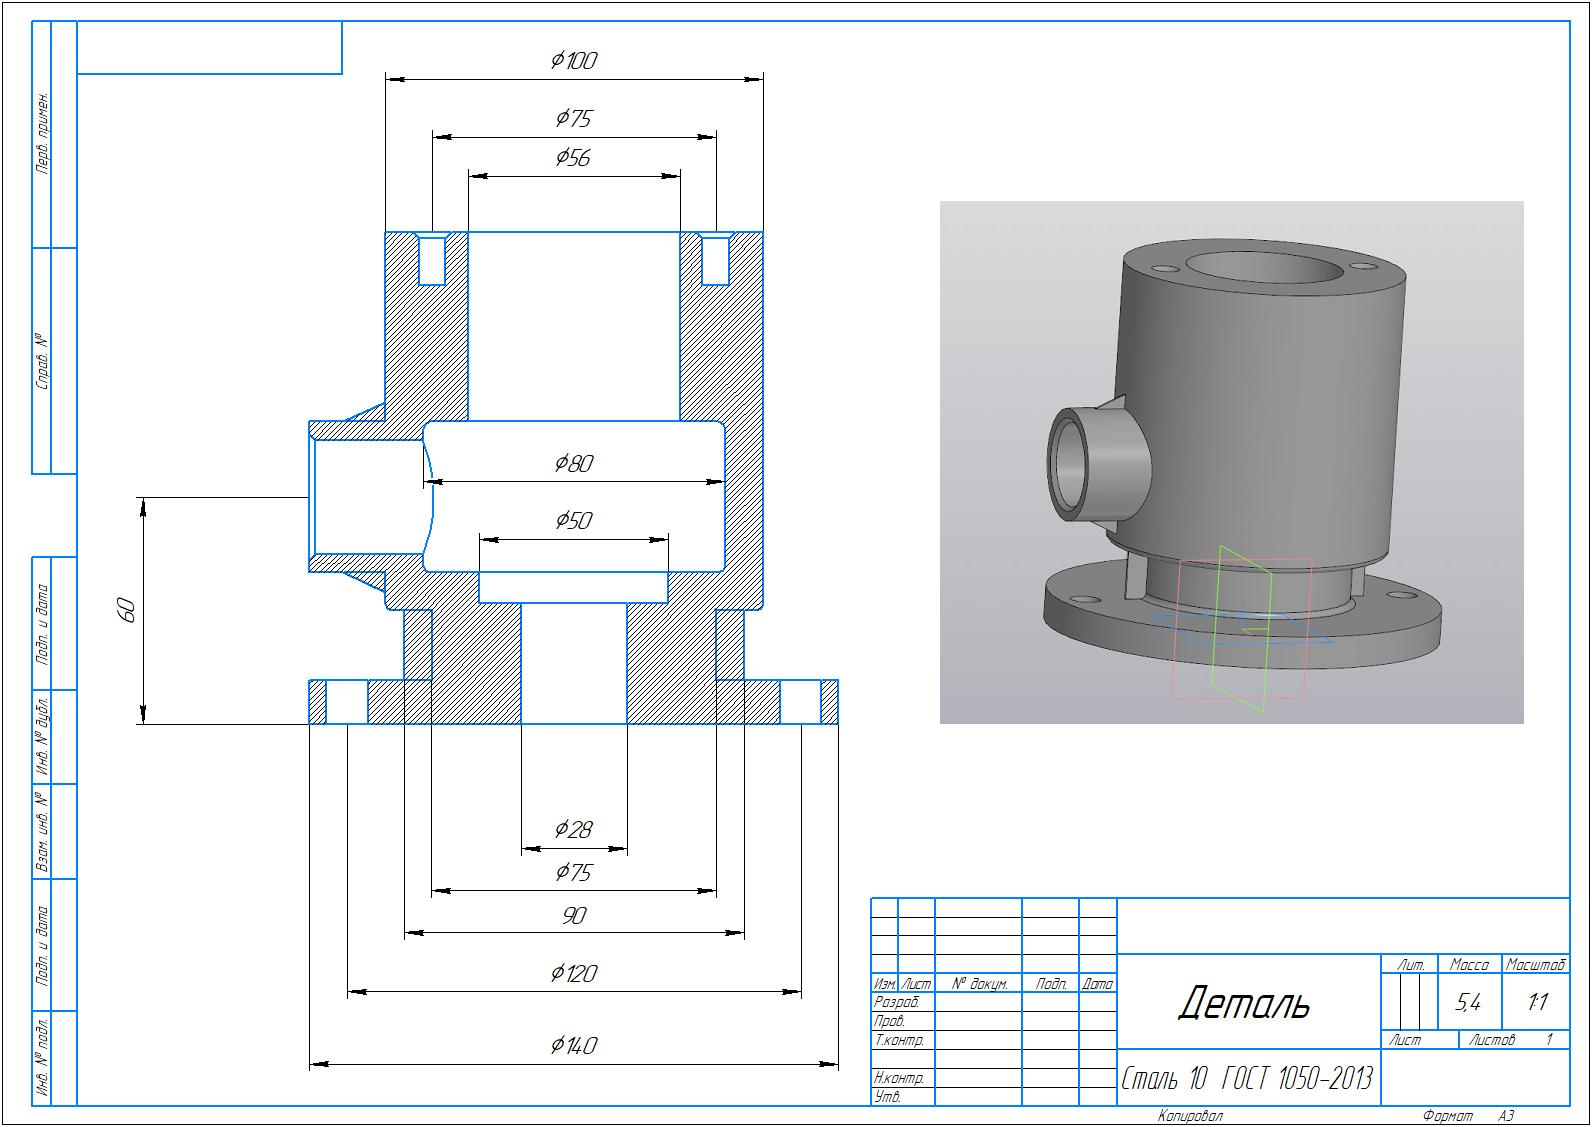 Перв. примен.
Справ. №
Подп. и дата
Инв. № дубл.
Взам. инв. №
Подп. и дата
Инв. № подл.
ϕ100
ϕ75
ϕ56
ϕ80
ϕ50
60
ϕ28
ϕ75
90
ϕ120
ϕ140
Изм. Лист № докум. Подп. Дата
Разраб.
Пров.
Т.контр.
Н.контр.
Утв.
Деталь
Сталь 10 ГОСТ 1050-2013
Лит. Масса Масштаб
5,4 1:1
Лист Листов 1
Копировал Формат А3